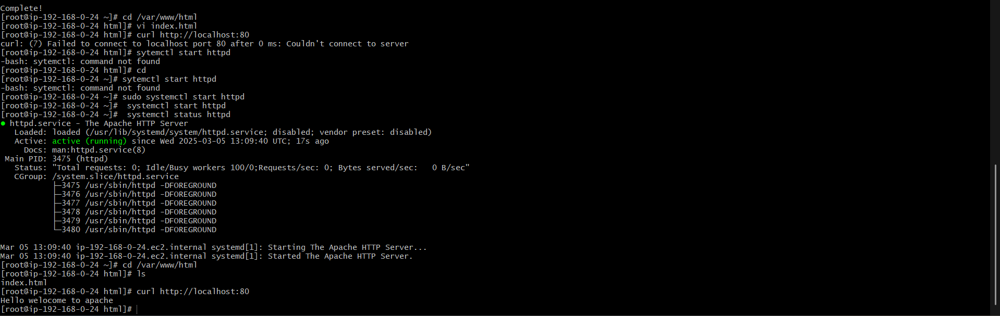 Complete!
[root@ip-192-168-0-24 ~]# cd /var/www/html
[root@ip-192-168-0-24 html]# vi index.html
[root@ip-192-168-0-24 html]# curl http://localhost:80
curl: (7) Failed to connect to localhost port 80 after 0 ms: Couldn't connect to server
[root@ip-192-168-0-24 html]# sytemctl start httpd
-bash: sytemctl: command not found
[root@ip-192-168-0-24 html]# cd
[root@ip-192-168-0-24 ~]# sytemctl start httpd
-bash: sytemctl: command not found
[root@ip-192-168-0-24 ~]# sudo systemctl start httpd
[root@ip-192-168-0-24 ~]#  systemctl start httpd
[root@ip-192-168-0-24 ~]#  systemctl status httpd
● httpd.service - The Apache HTTP Server
   Loaded: loaded (/usr/lib/systemd/system/httpd.service; disabled; vendor preset: disabled)
   Active: active (running) since Wed 2025-03-05 13:09:40 UTC; 17s ago
     Docs: man:httpd.service(8)
 Main PID: 3475 (httpd)
   Status: "Total requests: 0; Idle/Busy workers 100/0;Requests/sec: 0; Bytes served/sec:   0 B/sec"
   CGroup: /system.slice/httpd.service
           ├─3475 /usr/sbin/httpd -DFOREGROUND
           ├─3476 /usr/sbin/httpd -DFOREGROUND
           ├─3477 /usr/sbin/httpd -DFOREGROUND
           ├─3478 /usr/sbin/httpd -DFOREGROUND
           ├─3479 /usr/sbin/httpd -DFOREGROUND
           └─3480 /usr/sbin/httpd -DFOREGROUND

Mar 05 13:09:40 ip-192-168-0-24.ec2.internal systemd[1]: Starting The Apache HTTP Server...
Mar 05 13:09:40 ip-192-168-0-24.ec2.internal systemd[1]: Started The Apache HTTP Server.
[root@ip-192-168-0-24 ~]# cd /var/www/html
[root@ip-192-168-0-24 html]# ls
index.html
[root@ip-192-168-0-24 html]# curl http://localhost:80
Hello welocome to apache
[root@ip-192-168-0-24 html]#